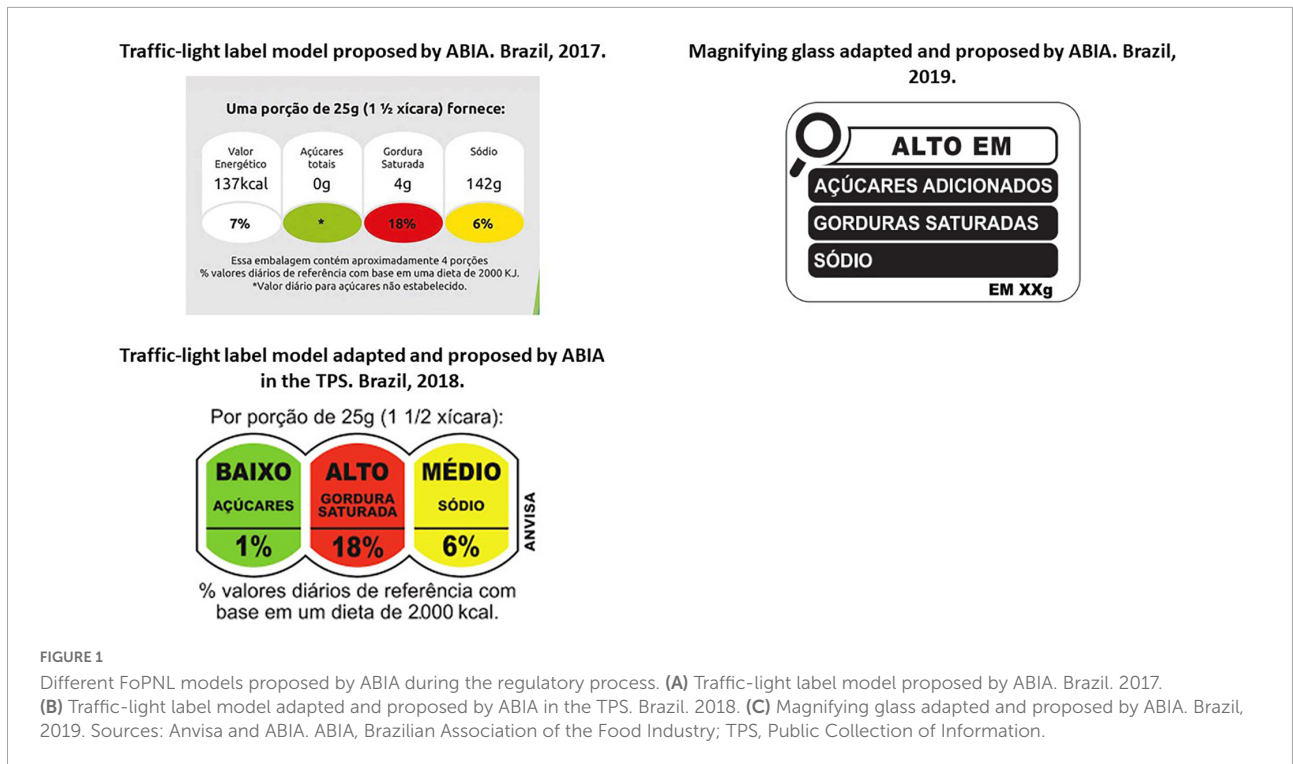 Traffic-light label model proposed by ABIA. Brazil, 2017.
Uma porção de 25g (1 ½ xícara) fornece:
Valor Energético
137kcal
7%
Açúcares totais
0g
*
Gordura Saturada
4g
18%
Sódio
142g
6%
Essa embalagem contém aproximadamente 4 porções
% valores diários de referência com base em uma dieta de 2000 KJ.
*Valor diário para açúcares não estabelecido.
Magnifying glass adapted and proposed by ABIA. Brazil,
2019.
ALTO EM
AÇÚCARES ADICIONADOS
GORDURAS SATURADAS
SÓDIO
EM XXg
Traffic-light label model adapted and proposed by ABIA
in the TPS. Brazil, 2018.
Por porção de 25g (1 1/2 xícara):
BAIXO
AÇÚCARES
1%
ALTO
GORDURA
SATURADA
18%
MÉDIO
SÓDIO
6%
ANVISA
% valores diários de referência com
base em um dieta de 2.000 kcal.
FIGURE 1
Different FoPNL models proposed by ABIA during the regulatory process. (A) Traffic-light label model proposed by ABIA. Brazil. 2017.
(B) Traffic-light label model adapted and proposed by ABIA in the TPS. Brazil. 2018. (C) Magnifying glass adapted and proposed by ABIA. Brazil,
2019. Sources: Anvisa and ABIA. ABIA, Brazilian Association of the Food Industry; TPS, Public Collection of Information.